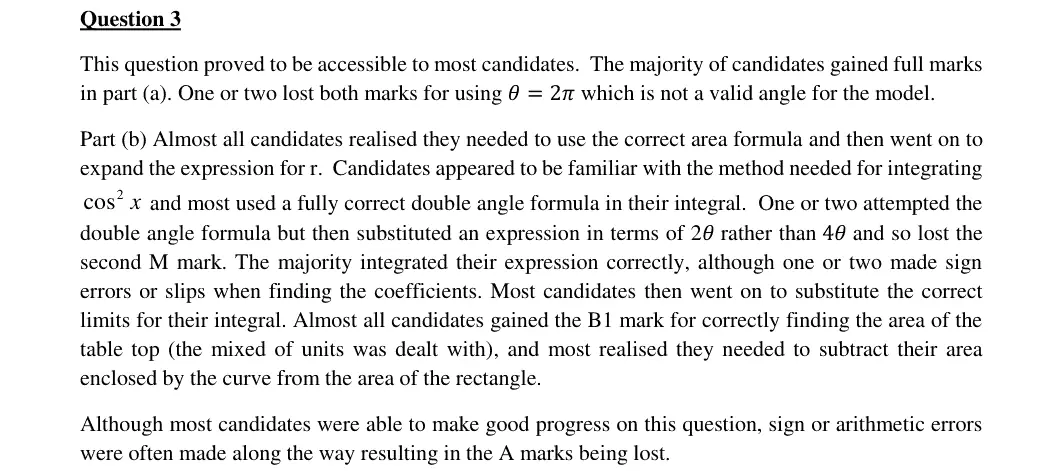 Question 3
This question proved to be accessible to most candidates.  The majority of candidates gained full marks
in part (a). One or two lost both marks for using θ = 2π which is not a valid angle for the model.
Part (b) Almost all candidates realised they needed to use the correct area formula and then went on to
expand the expression for r.  Candidates appeared to be familiar with the method needed for integrating
cos² x and most used a fully correct double angle formula in their integral.  One or two attempted the
double angle formula but then substituted an expression in terms of 2θ rather than 4θ and so lost the
second M mark. The majority integrated their expression correctly, although one or two made sign
errors or slips when finding the coefficients. Most candidates then went on to substitute the correct
limits for their integral. Almost all candidates gained the B1 mark for correctly finding the area of the
table top (the mixed of units was dealt with), and most realised they needed to subtract their area
enclosed by the curve from the area of the rectangle.
Although most candidates were able to make good progress on this question, sign or arithmetic errors
were often made along the way resulting in the A marks being lost.